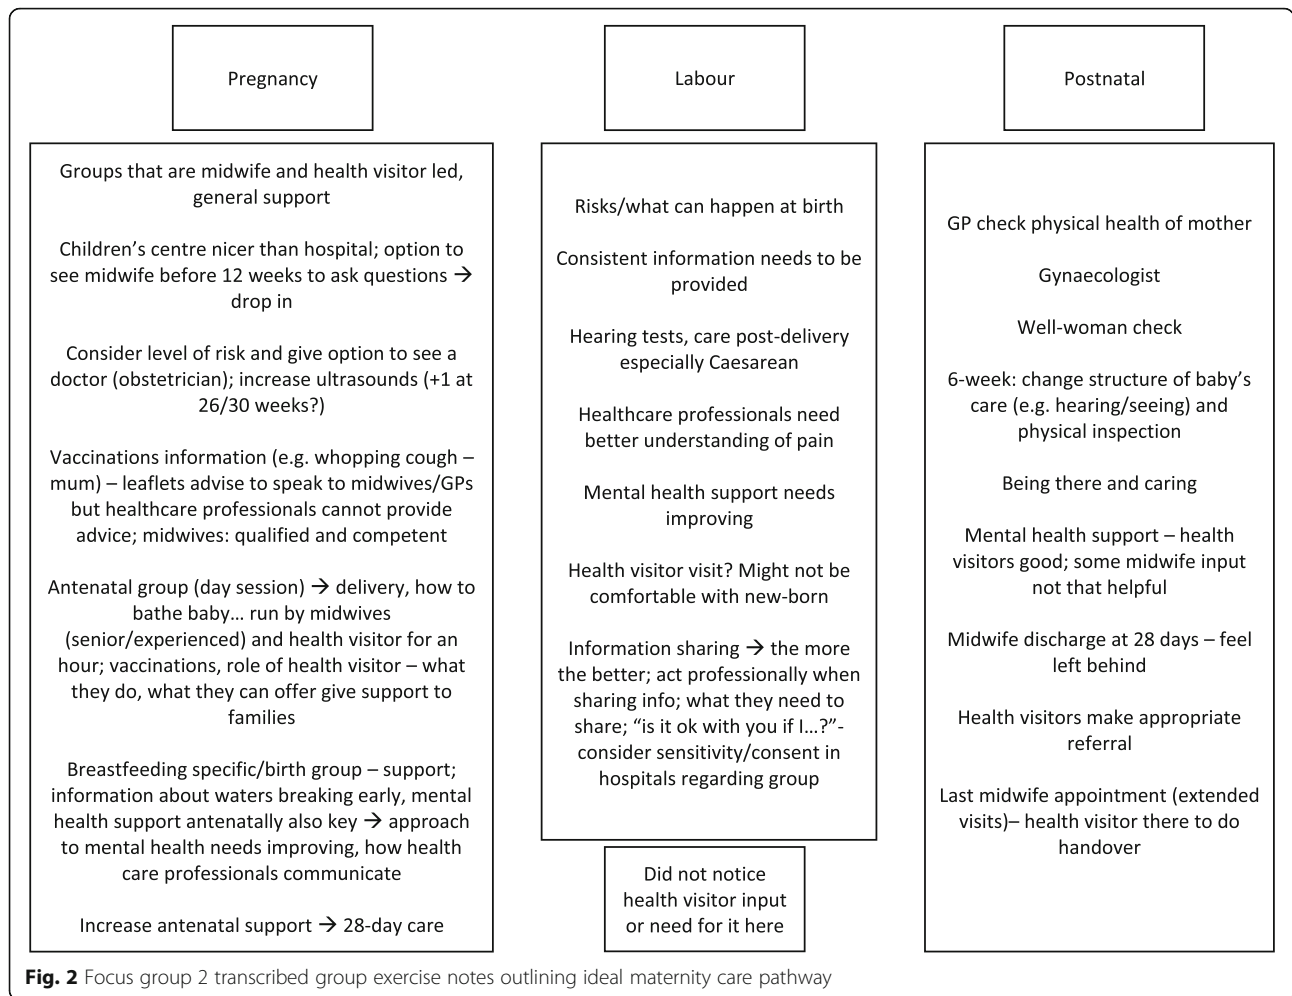 Pregnancy
Groups that are midwife and health visitor led,
general support
Children’s centre nicer than hospital; option to
see midwife before 12 weeks to ask questions →
drop in
Consider level of risk and give option to see a
doctor (obstetrician); increase ultrasounds (+1 at
26/30 weeks?)
Vaccinations information (e.g. whopping cough –
mum) – leaflets advise to speak to midwives/GPs
but healthcare professionals cannot provide
advice; midwives: qualified and competent
Antenatal group (day session) → delivery, how to
bathe baby… run by midwives
(senior/experienced) and health visitor for an
hour; vaccinations, role of health visitor – what
they do, what they can offer give support to
families
Breastfeeding specific/birth group – support;
information about waters breaking early, mental
health support antenatally also key → approach
to mental health needs improving, how health
care professionals communicate
Increase antenatal support → 28-day care
Labour
Risks/what can happen at birth
Consistent information needs to be
provided
Hearing tests, care post-delivery
especially Caesarean
Healthcare professionals need
better understanding of pain
Mental health support needs
improving
Health visitor visit? Might not be
comfortable with new-born
Information sharing → the more
the better; act professionally when
sharing info; what they need to
share; “is it ok with you if I…?”-
consider sensitivity/consent in
hospitals regarding group
Did not notice
health visitor input
or need for it here
Postnatal
GP check physical health of mother
Gynaecologist
Well-woman check
6-week: change structure of baby’s
care (e.g. hearing/seeing) and
physical inspection
Being there and caring
Mental health support – health
visitors good; some midwife input
not that helpful
Midwife discharge at 28 days – feel
left behind
Health visitors make appropriate
referral
Last midwife appointment (extended
visits)– health visitor there to do
handover
Fig. 2 Focus group 2 transcribed group exercise notes outlining ideal maternity care pathway